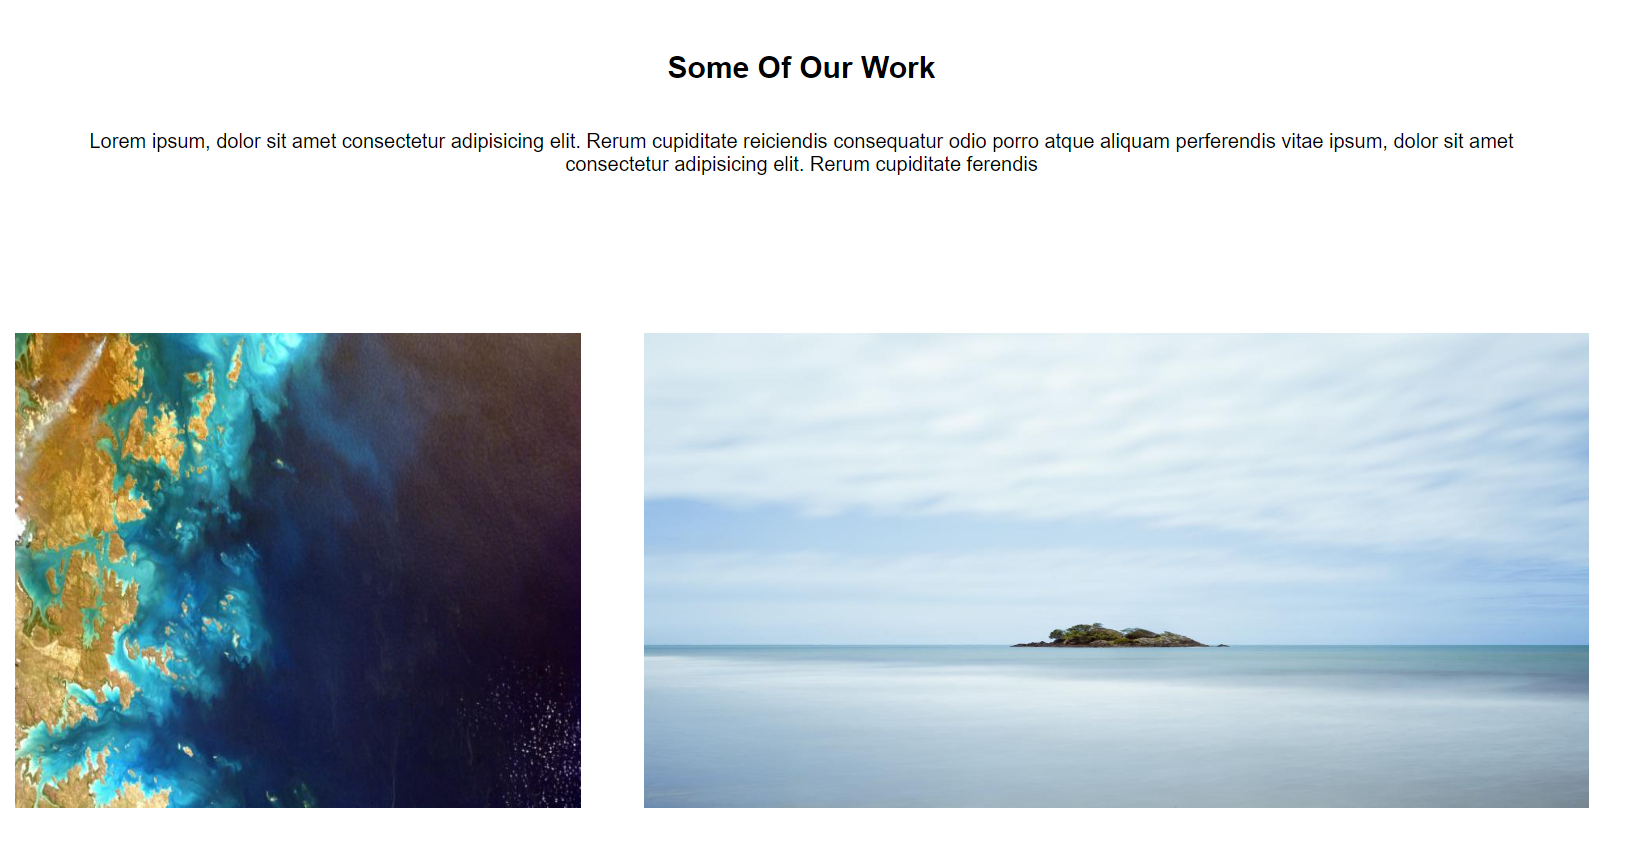 Some Of Our Work
Lorem ipsum, dolor sit amet consectetur adipisicing elit. Rerum cupiditate reiciendis consequatur odio porro atque aliquam perferendis vitae ipsum, dolor sit amet
consectetur adipisicing elit. Rerum cupiditate ferendis